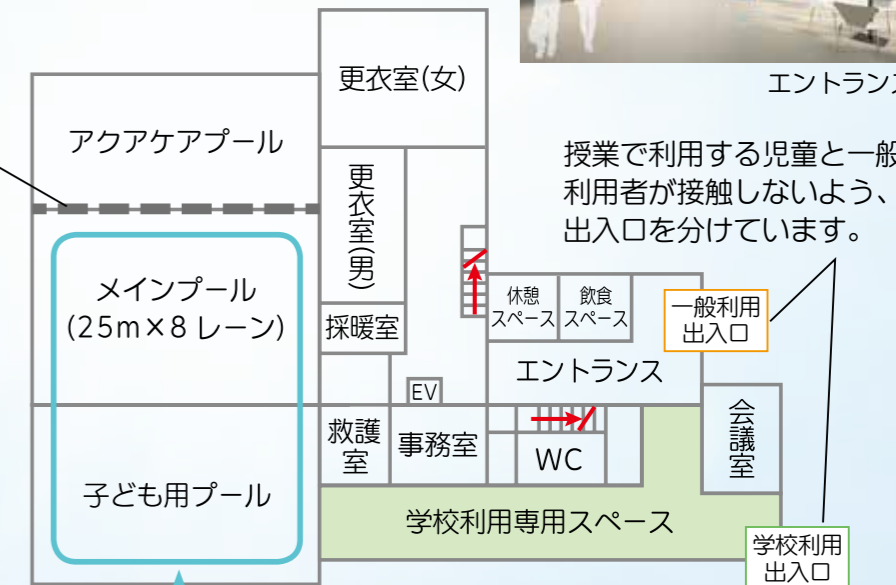 エントラン
授業で利用する児童と一般
利用者が接触しないよう、
出入口を分けています。
更衣室(女)
アクアケアプール
更衣室(男)
メインプール
(25m×8レーン)
採暖室
休憩
スペース
飲食
スペース
一般利用
出入口
エントランス
EV
救護
室
事務室
WC
会議室
子ども用プール
学校利用専用スペース
学校利用
出入口